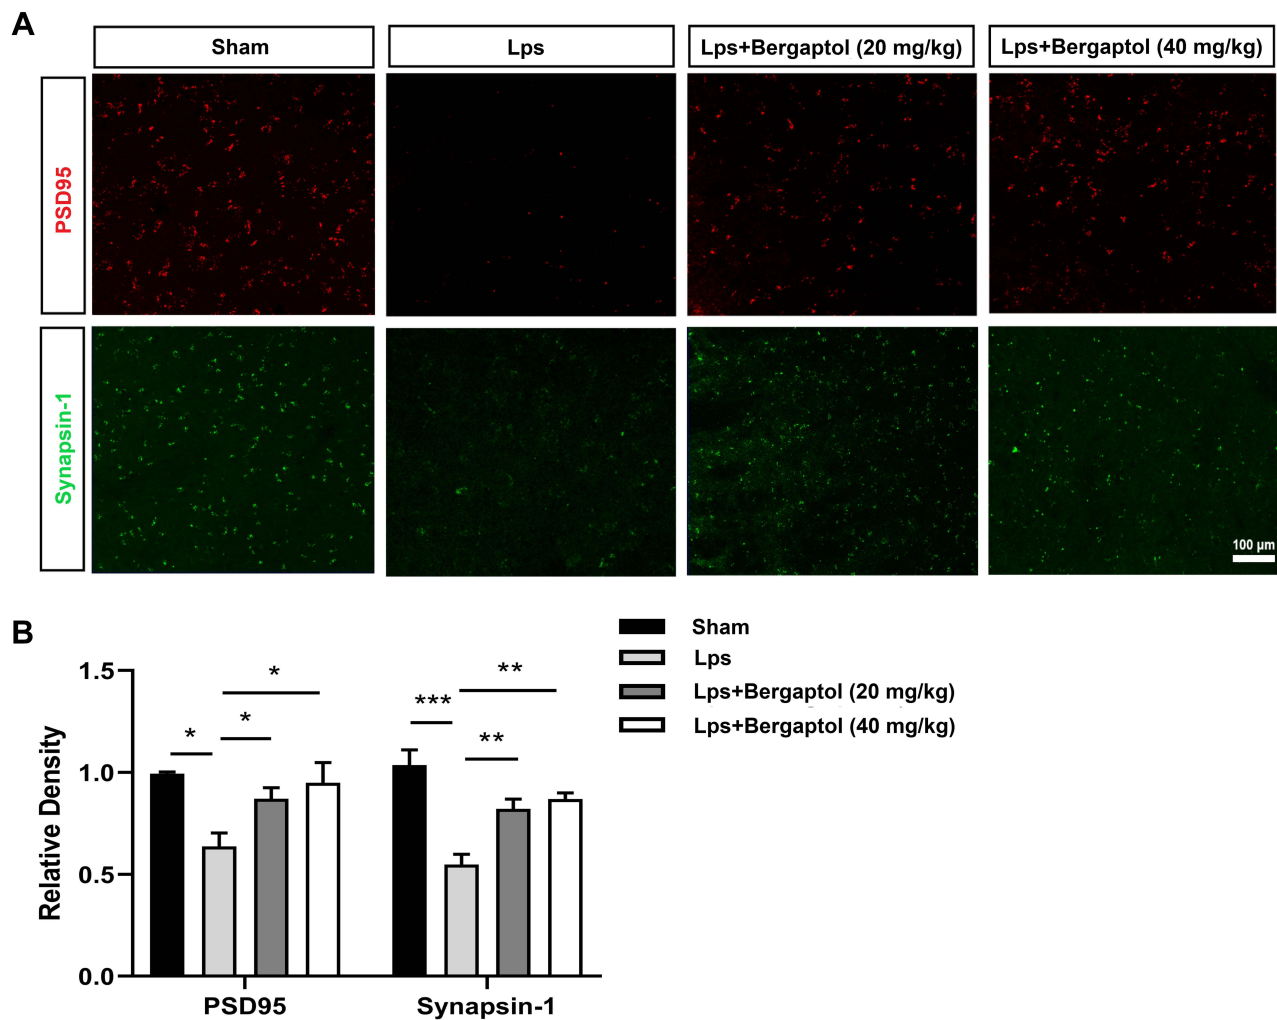 A
Sham
Lps
Lps+Bergaptol (20 mg/kg)
Lps+Bergaptol (40 mg/kg)
PSD95
Synapsin-1
100 µm
B
Sham
Lps
Lps+Bergaptol (20 mg/kg)
Lps+Bergaptol (40 mg/kg)
Relative Density
1.5
1.0
0.5
0.0
*
*
*
***
**
**
PSD95
Synapsin-1